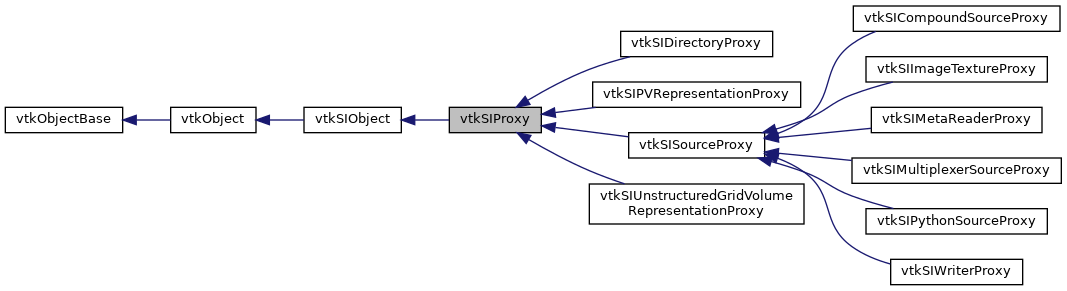 vtkObjectBase
vtkObject
vtkSIObject
vtkSIProxy
vtkSIDirectoryProxy
vtkSIPVRepresentationProxy
vtkSISourceProxy
vtkSIUnstructuredGridVolume
RepresentationProxy
vtkSICompoundSourceProxy
vtkSIImageTextureProxy
vtkSIMetaReaderProxy
vtkSIMultiplexerSourceProxy
vtkSIPythonSourceProxy
vtkSIWriterProxy